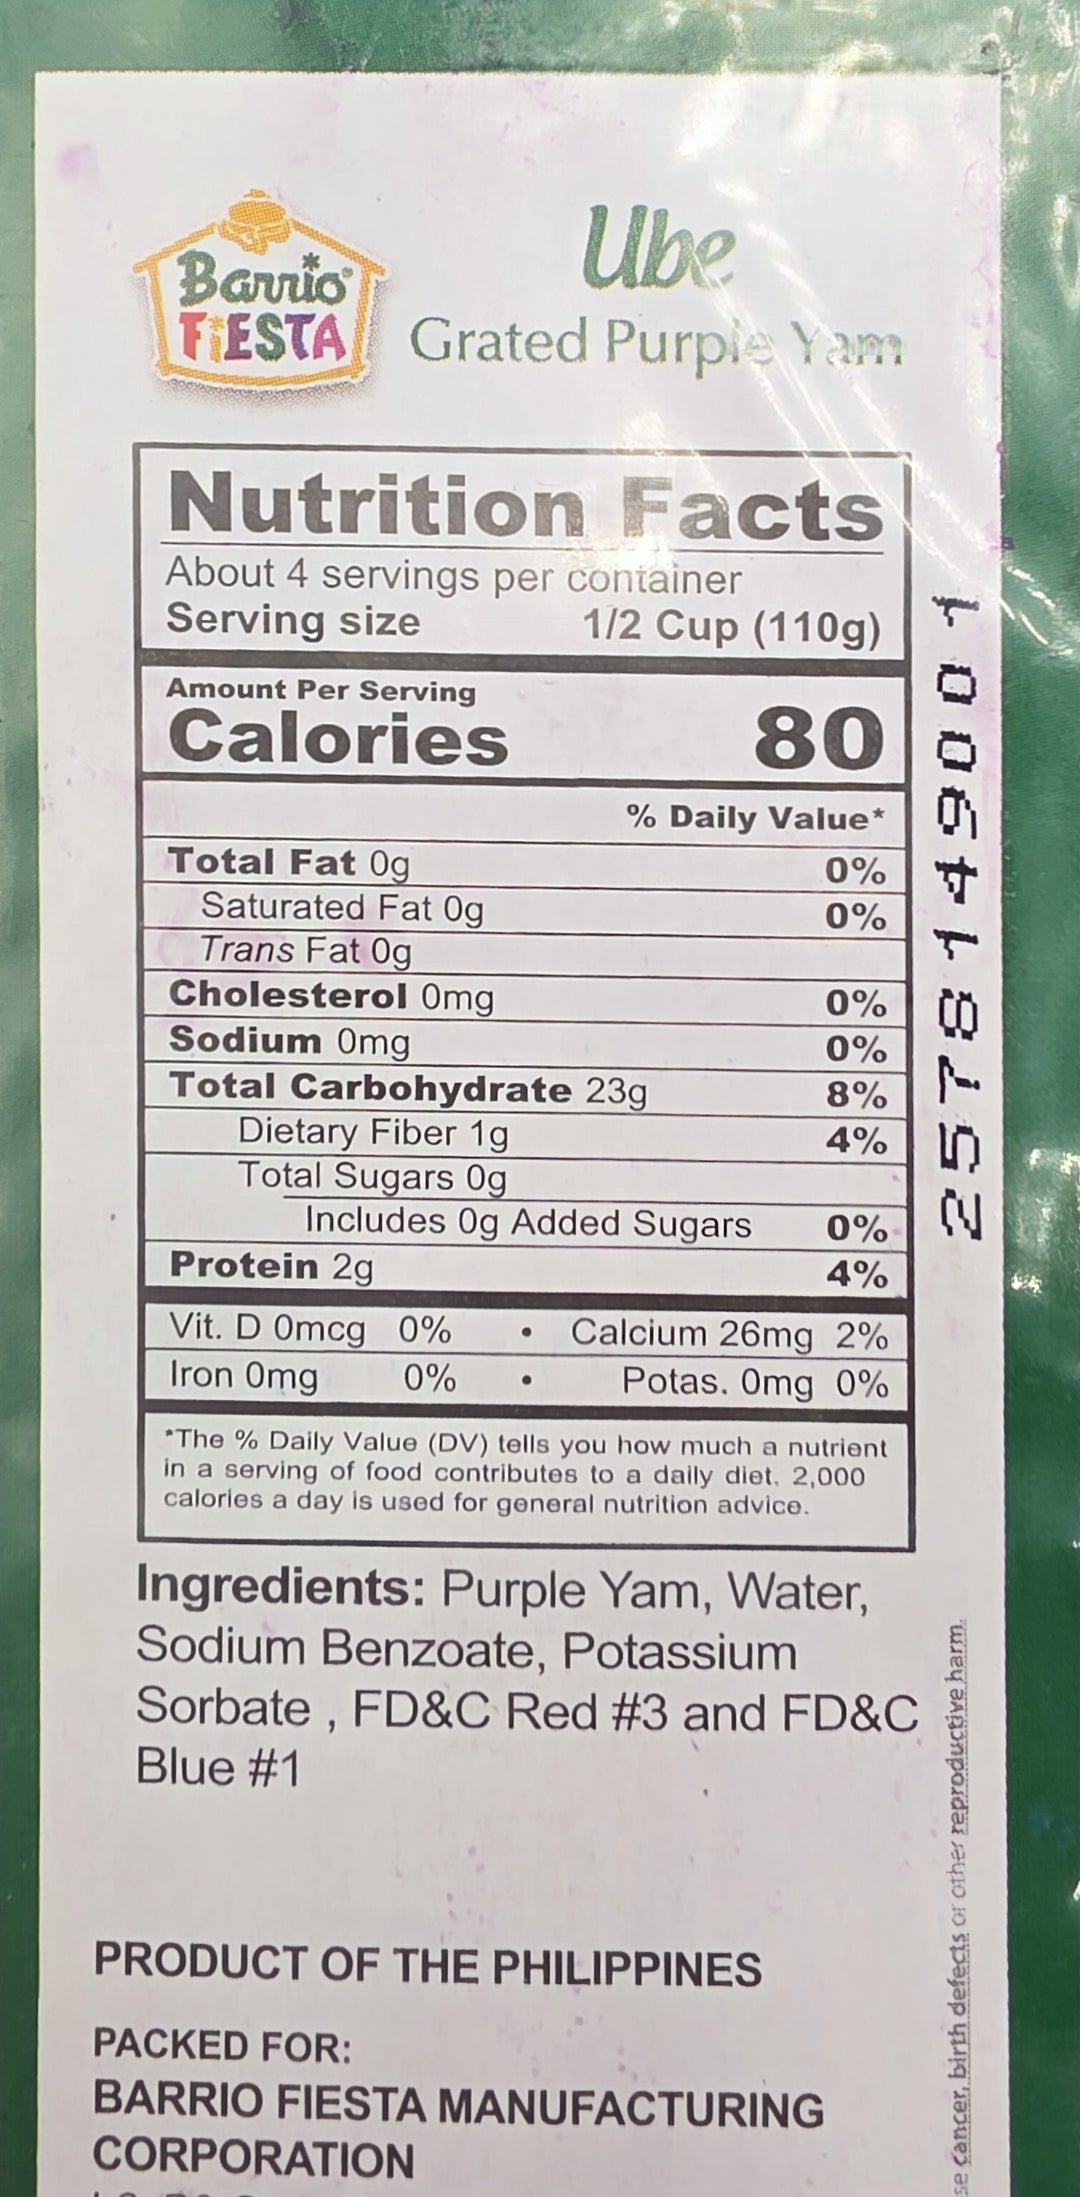 Barrio
FiESTA
Ube
Grated Purple Yam
Nutrition Facts
About 4 servings per container
Serving size 1/2 Cup (110g)
Amount Per Serving
Calories 80
% Daily Value*
Total Fat 0g 0%
Saturated Fat 0g 0%
Trans Fat 0g
Cholesterol 0mg 0%
Sodium 0mg 0%
Total Carbohydrate 23g 8%
Dietary Fiber 1g 4%
Total Sugars 0g
Includes 0g Added Sugars 0%
Protein 2g 4%
Vit. D 0mcg 0% • Calcium 26mg 2%
Iron 0mg 0% • Potas. 0mg 0%
*The % Daily Value (DV) tells you how much a nutrient
in a serving of food contributes to a daily diet. 2,000
calories a day is used for general nutrition advice.
Ingredients: Purple Yam, Water,
Sodium Benzoate, Potassium
Sorbate , FD&C Red #3 and FD&C
Blue #1
PRODUCT OF THE PHILIPPINES
PACKED FOR:
BARRIO FIESTA MANUFACTURING
CORPORATION
2578149001
cancer, birth defects or other reproductive harm.